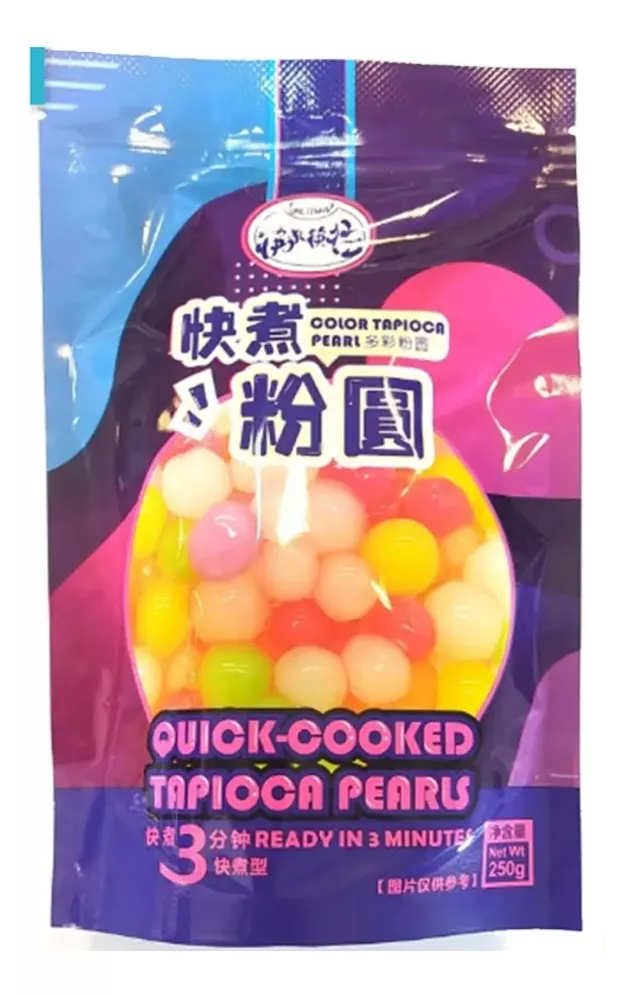 快煮
COLOR TAPIOCA
PEARL 多彩粉圆
粉圓
QUICK-COOKED
TAPIOCA PEARLS
快煮3分钟 READY IN 3 MINUTES
快煮型
净含量
Net Wt
250g
【图片仅供参考】